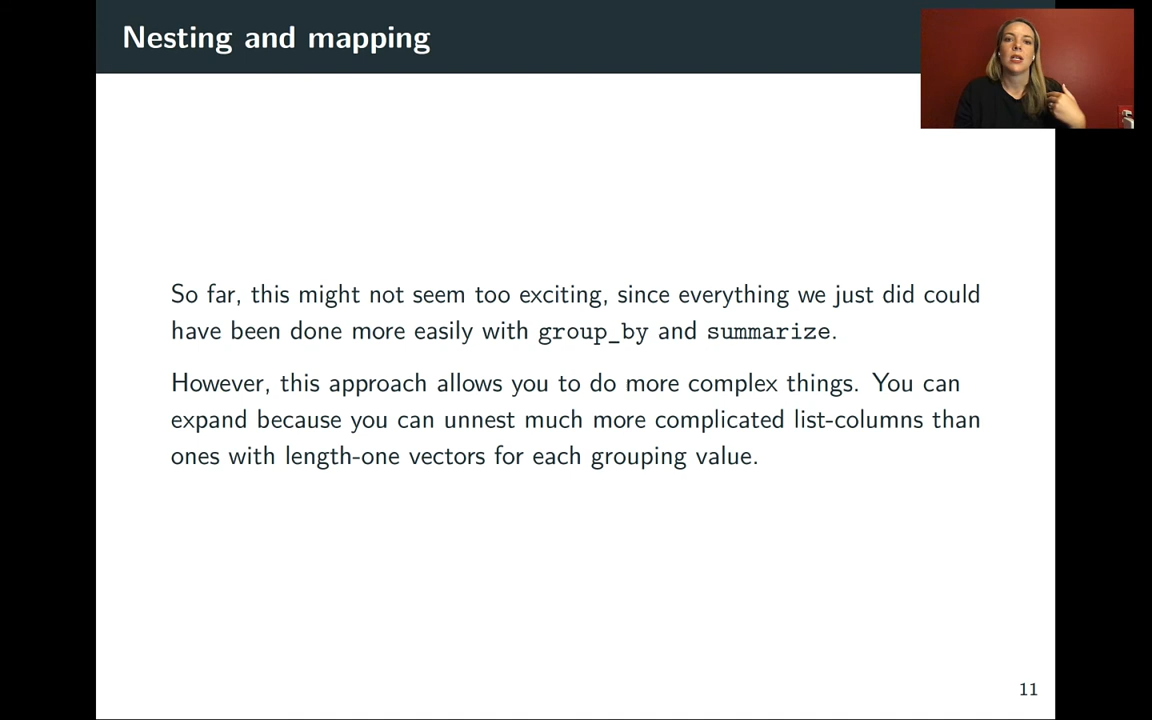 Nesting and mapping
So far, this might not seem too exciting, since everything we just did could
have been done more easily with group_by and summarize.
However, this approach allows you to do more complex things. You can
expand because you can unnest much more complicated list-columns than
ones with length-one vectors for each grouping value.
11